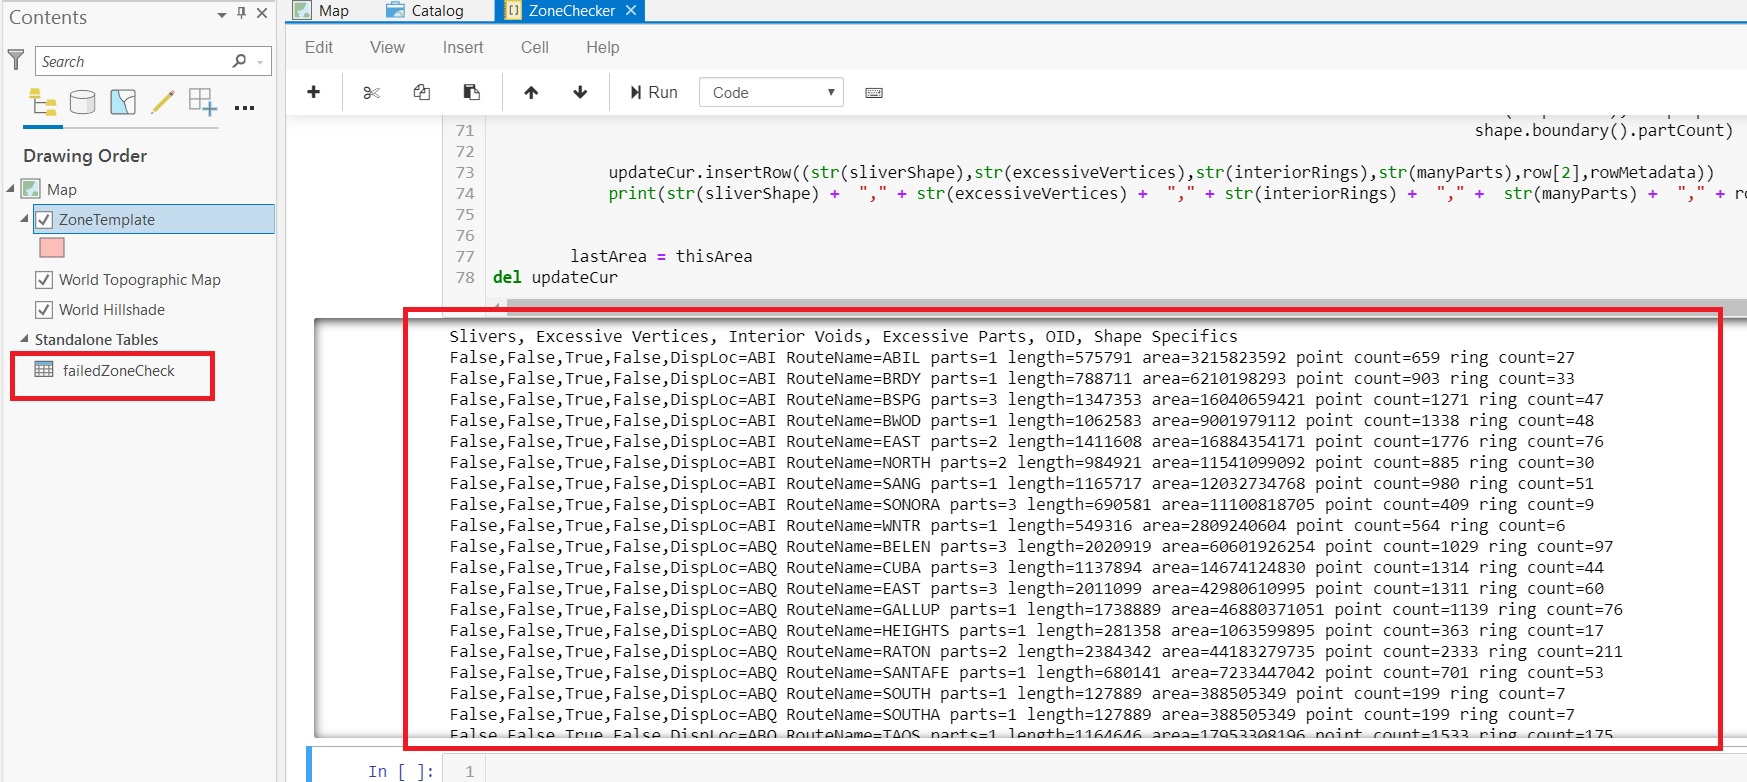 Contents
Search
Drawing Order
Map
ZoneTemplate
World Topographic Map
World Hillshade
Standalone Tables
failedZoneCheck
Map
Catalog
ZoneChecker
Edit
View
Insert
Cell
Help
Run
Code
71 shape.boundary().partCount)
72
73 updateCur.insertRow((str(sliverShape),str(excessiveVertices),str(interiorRings),str(manyParts),row[2],rowMetadata))
74 print(str(sliverShape) + "," + str(excessiveVertices) + "," + str(interiorRings) + "," + str(manyParts) + "," +
75
76
77 lastArea = thisArea
78 del updateCur
Slivers, Excessive Vertices, Interior Voids, Excessive Parts, OID, Shape Specifics
False,False,True,False,DispLoc=ABI RouteName=ABIL parts=1 length=575791 area=3215823592 point count=659 ring count=27
False,False,True,False,DispLoc=ABI RouteName=BRDY parts=1 length=788711 area=6210198293 point count=903 ring count=33
False,False,True,False,DispLoc=ABI RouteName=BSPG parts=3 length=1347353 area=16040659421 point count=1271 ring count=47
False,False,True,False,DispLoc=ABI RouteName=BWOD parts=1 length=1062583 area=9001979112 point count=1338 ring count=48
False,False,True,False,DispLoc=ABI RouteName=EAST parts=2 length=1411608 area=16884354171 point count=1776 ring count=76
False,False,True,False,DispLoc=ABI RouteName=NORTH parts=2 length=984921 area=11541099092 point count=885 ring count=30
False,False,True,False,DispLoc=ABI RouteName=SANG parts=1 length=1165717 area=12032734768 point count=980 ring count=51
False,False,True,False,DispLoc=ABI RouteName=SONORA parts=3 length=690581 area=11100818705 point count=409 ring count=9
False,False,True,False,DispLoc=ABI RouteName=WNTR parts=1 length=549316 area=2809240604 point count=564 ring count=6
False,False,True,False,DispLoc=ABQ RouteName=BELEN parts=3 length=2020919 area=60601926254 point count=1029 ring count=97
False,False,True,False,DispLoc=ABQ RouteName=CUBA parts=3 length=1137894 area=14674124830 point count=1314 ring count=44
False,False,True,False,DispLoc=ABQ RouteName=EAST parts=3 length=2011099 area=42980610995 point count=1311 ring count=60
False,False,True,False,DispLoc=ABQ RouteName=GALLUP parts=1 length=1738889 area=46880371051 point count=1139 ring count=76
False,False,True,False,DispLoc=ABQ RouteName=HEIGHTS parts=1 length=281358 area=1063599895 point count=363 ring count=17
False,False,True,False,DispLoc=ABQ RouteName=RATON parts=2 length=2384342 area=44183279735 point count=2333 ring count=211
False,False,True,False,DispLoc=ABQ RouteName=SANTAFE parts=1 length=680141 area=7233447042 point count=701 ring count=53
False,False,True,False,DispLoc=ABQ RouteName=SOUTH parts=1 length=127889 area=388505349 point count=199 ring count=7
False,False,True,False,DispLoc=ABQ RouteName=SOUTHA parts=1 length=127889 area=388505349 point count=199 ring count=7
False,False,True,False,DispLoc=ABQ RouteName=TAOS parts=1 length=1164646 area=17953308196 point count=1533 ring count=175
In [ ]: 1